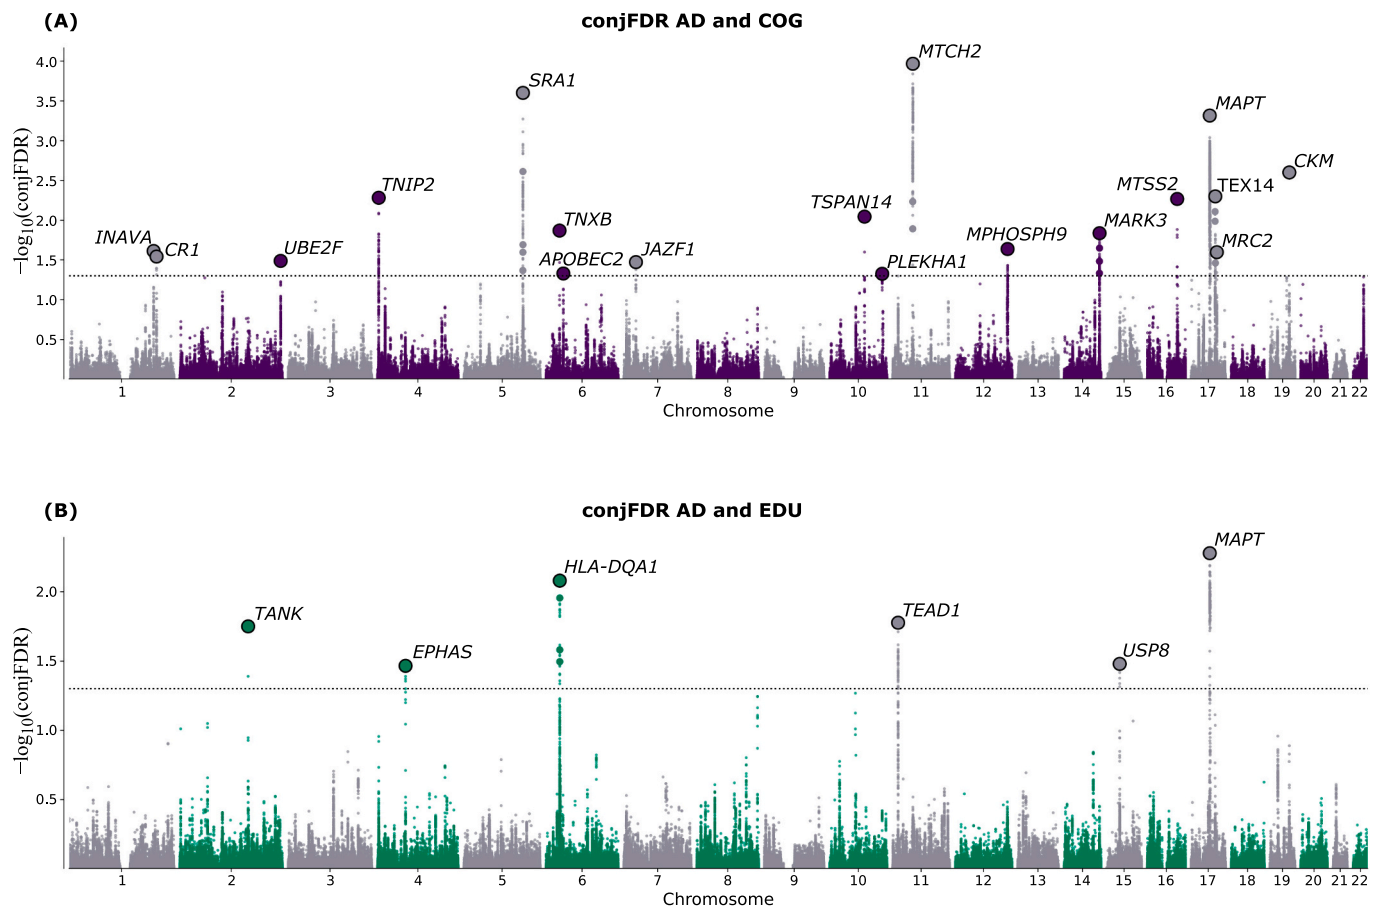 (A)
conjFDR AD and COG
−log10(conjFDR)
4.0
3.5
3.0
2.5
2.0
1.5
1.0
0.5
MTCH2
SRA1
MAPT
CKM
TNIP2
MTSS2
TEX14
TSPAN14
TNXB
MARK3
INAVA
CR1
UBE2F
APOBEC2
JAZF1
PLEKHA1
MPHOSPH9
MRC2
1 2 3 4 5 6 7 8 9 10 11 12 13 14 15 16 17 18 19 20 21 22
Chromosome
(B)
conjFDR AD and EDU
−log10(conjFDR)
2.0
1.5
1.0
0.5
MAPT
HLA-DQA1
TANK
TEAD1
EPHAS
USP8
1 2 3 4 5 6 7 8 9 10 11 12 13 14 15 16 17 18 19 20 21 22
Chromosome